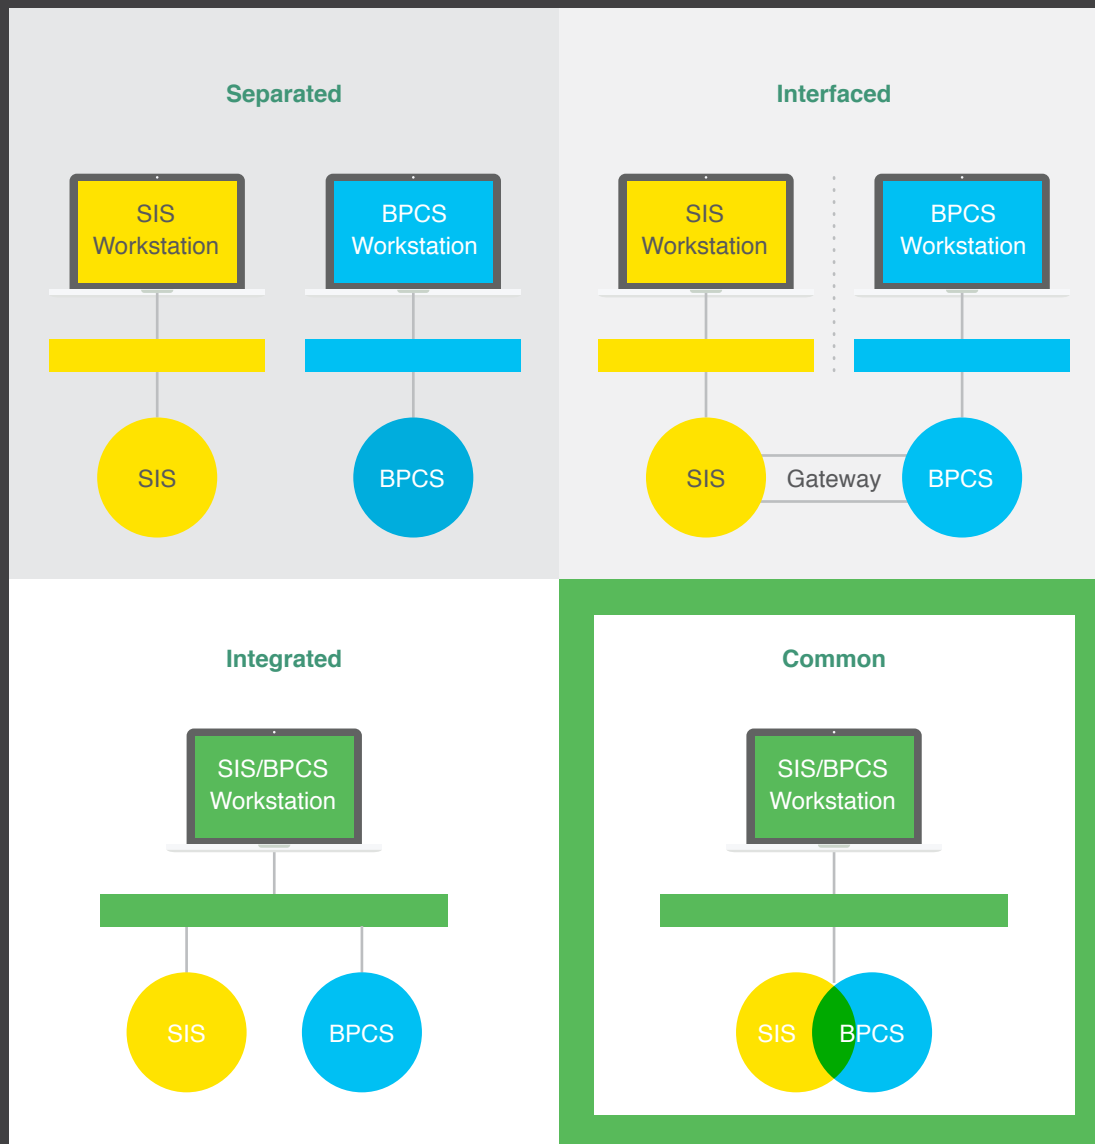 Separated
SIS
Workstation
BPCS
Workstation
SIS
BPCS
Interfaced
SIS
Workstation
BPCS
Workstation
SIS
Gateway
BPCS
Integrated
SIS/BPCS
Workstation
SIS
BPCS
Common
SIS/BPCS
Workstation
SIS
BPCS